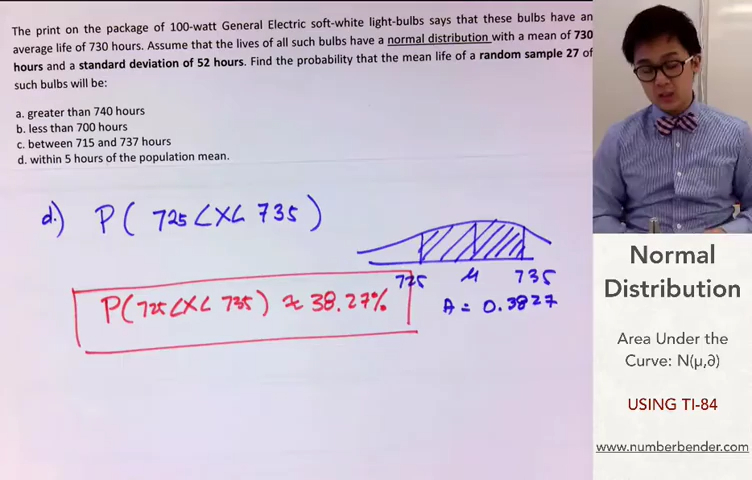 The print on the package of 100-watt General Electric soft-white light-bulbs says that these bulbs have an
average life of 730 hours. Assume that the lives of all such bulbs have a normal distribution with a mean of 730
hours and a standard deviation of 52 hours. Find the probability that the mean life of a random sample 27 of
such bulbs will be:
a. greater than 740 hours
b. less than 700 hours
c. between 715 and 737 hours
d. within 5 hours of the population mean.
d.) P( 725<X< 735)
725 μ 735
P(725<X< 735) ≈ 38.27%
A = 0.3827
Normal
Distribution
Area Under the
Curve: N(μ,∂)
USING TI-84
www.numberbender.com